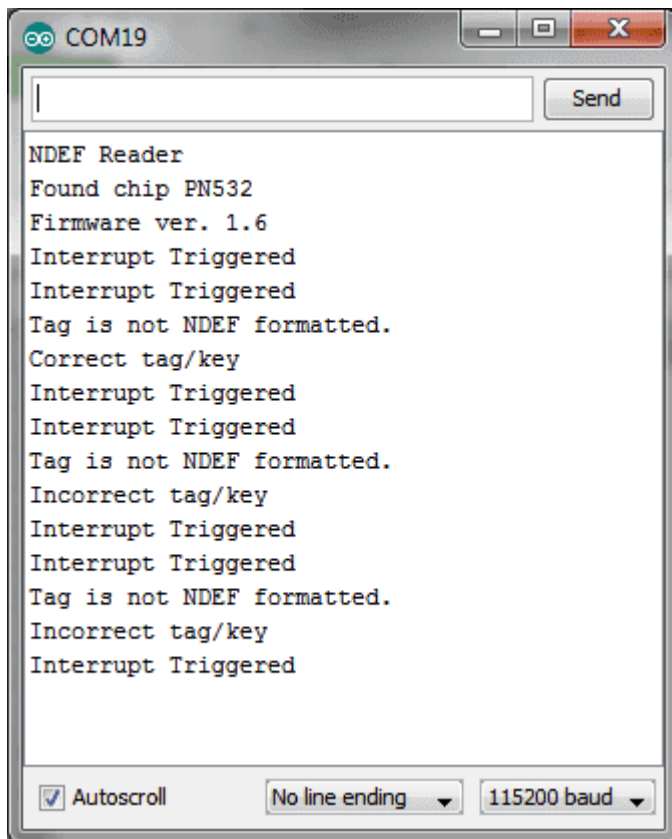 COM19
Send
NDEF Reader
Found chip PN532
Firmware ver. 1.6
Interrupt Triggered
Interrupt Triggered
Tag is not NDEF formatted.
Correct tag/key
Interrupt Triggered
Interrupt Triggered
Tag is not NDEF formatted.
Incorrect tag/key
Interrupt Triggered
Interrupt Triggered
Tag is not NDEF formatted.
Incorrect tag/key
Interrupt Triggered
Autoscroll No line ending 115200 baud